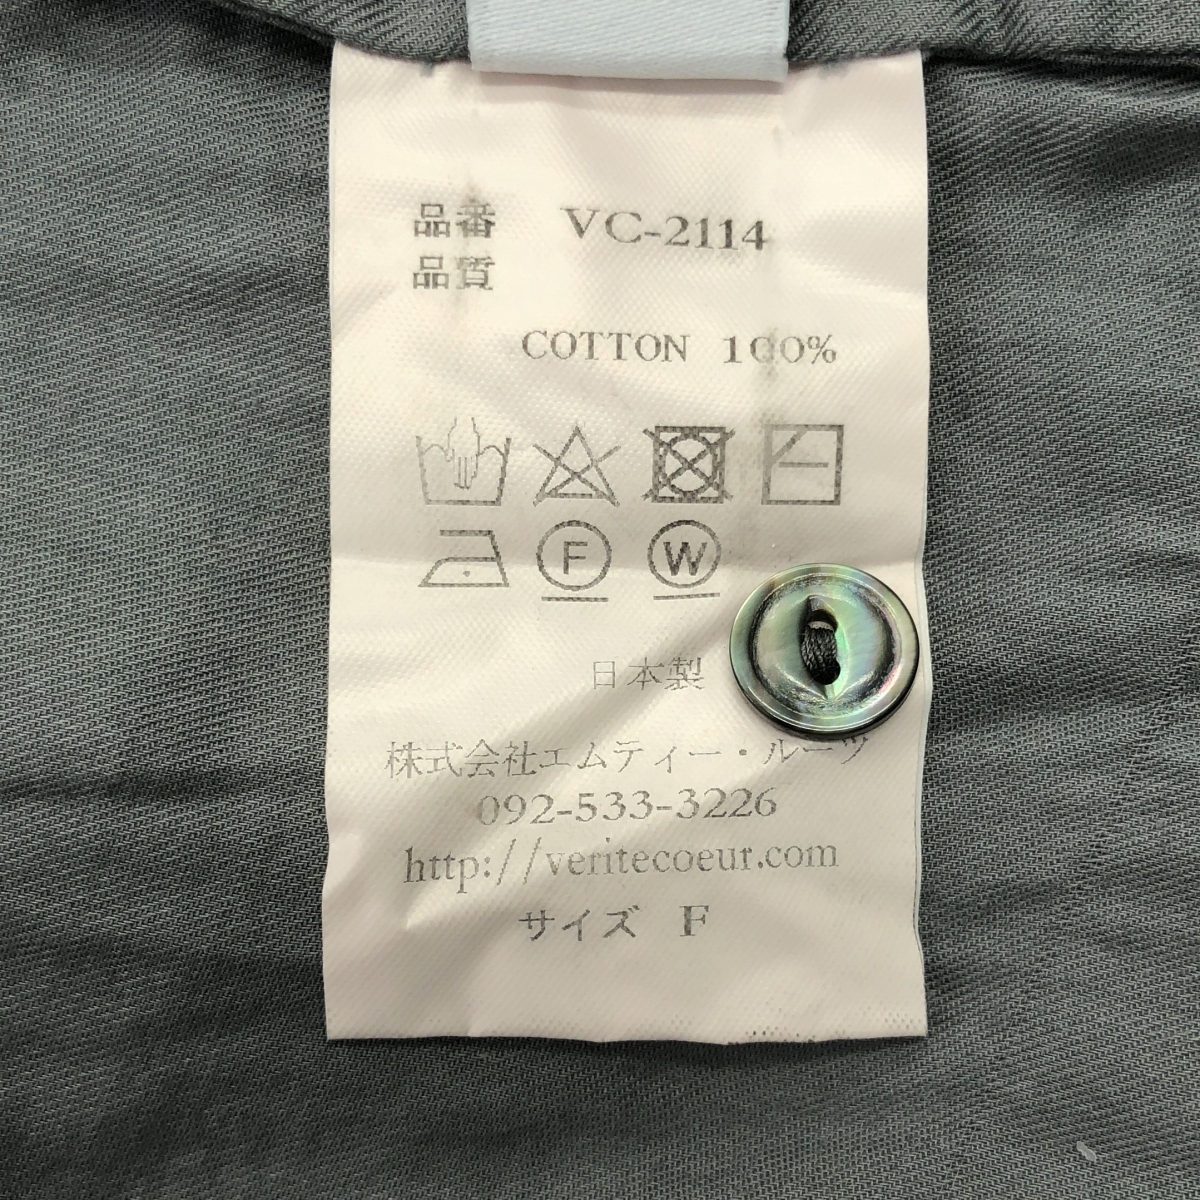 品番 VC-2114
品質
COTTON 100%
F W
日本製
株式会社エムティー・ルーツ
092-533-3226
http://veritecoeur.com
サイズ F